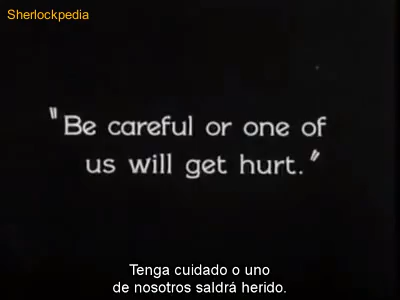 Sherlockpedia
"Be careful or one of
us will get hurt."
Tenga cuidado o uno
de nosotros saldrá herido.